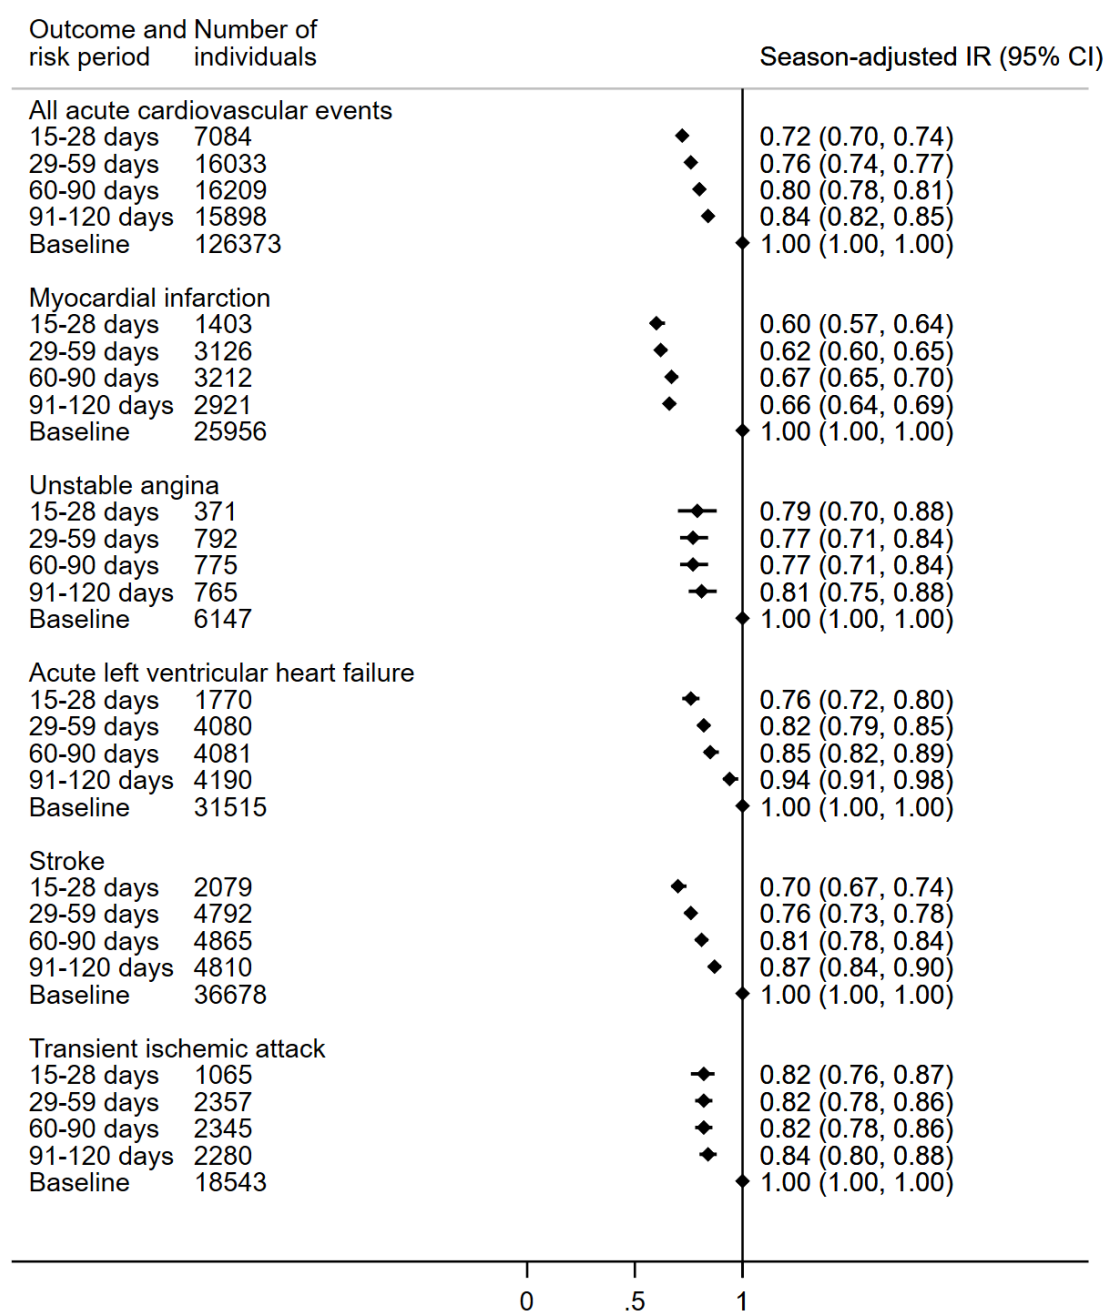 Outcome and Number of
risk period individuals Season-adjusted IR (95% CI)
All acute cardiovascular events
15-28 days 7084 0.72 (0.70, 0.74)
29-59 days 16033 0.76 (0.74, 0.77)
60-90 days 16209 0.80 (0.78, 0.81)
91-120 days 15898 0.84 (0.82, 0.85)
Baseline 126373 1.00 (1.00, 1.00)
Myocardial infarction
15-28 days 1403 0.60 (0.57, 0.64)
29-59 days 3126 0.62 (0.60, 0.65)
60-90 days 3212 0.67 (0.65, 0.70)
91-120 days 2921 0.66 (0.64, 0.69)
Baseline 25956 1.00 (1.00, 1.00)
Unstable angina
15-28 days 371 0.79 (0.70, 0.88)
29-59 days 792 0.77 (0.71, 0.84)
60-90 days 775 0.77 (0.71, 0.84)
91-120 days 765 0.81 (0.75, 0.88)
Baseline 6147 1.00 (1.00, 1.00)
Acute left ventricular heart failure
15-28 days 1770 0.76 (0.72, 0.80)
29-59 days 4080 0.82 (0.79, 0.85)
60-90 days 4081 0.85 (0.82, 0.89)
91-120 days 4190 0.94 (0.91, 0.98)
Baseline 31515 1.00 (1.00, 1.00)
Stroke
15-28 days 2079 0.70 (0.67, 0.74)
29-59 days 4792 0.76 (0.73, 0.78)
60-90 days 4865 0.81 (0.78, 0.84)
91-120 days 4810 0.87 (0.84, 0.90)
Baseline 36678 1.00 (1.00, 1.00)
Transient ischemic attack
15-28 days 1065 0.82 (0.76, 0.87)
29-59 days 2357 0.82 (0.78, 0.86)
60-90 days 2345 0.82 (0.78, 0.86)
91-120 days 2280 0.84 (0.80, 0.88)
Baseline 18543 1.00 (1.00, 1.00)
0 .5 1